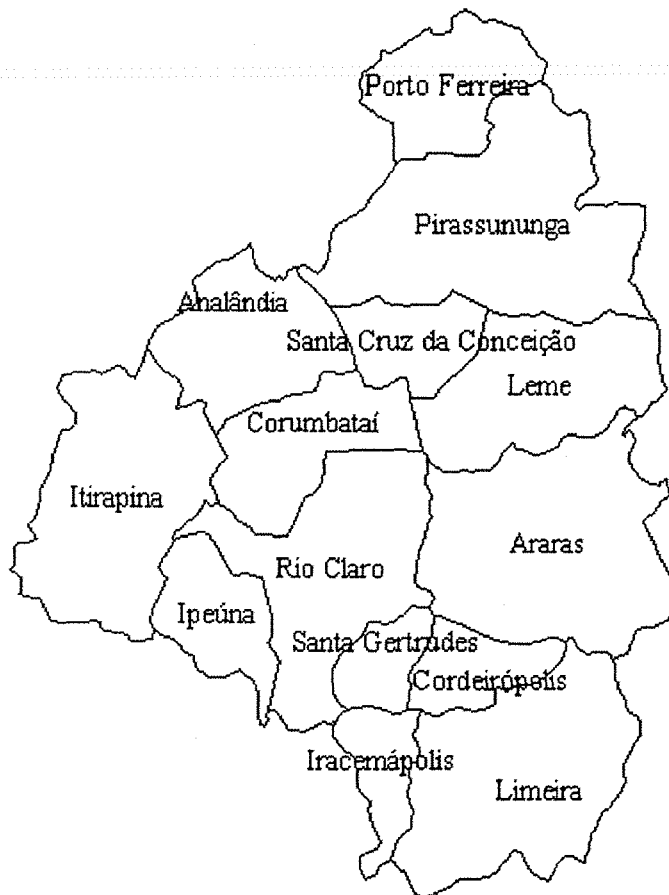 Porto Ferreira
Pirassununga
Analândia
Santa Cruz da Conceição
Leme
Corumbataí
Itirapina
Araras
Rio Claro
Ipeúna
Santa Gertrudes
Cordeirópolis
Iracemápolis
Limeira